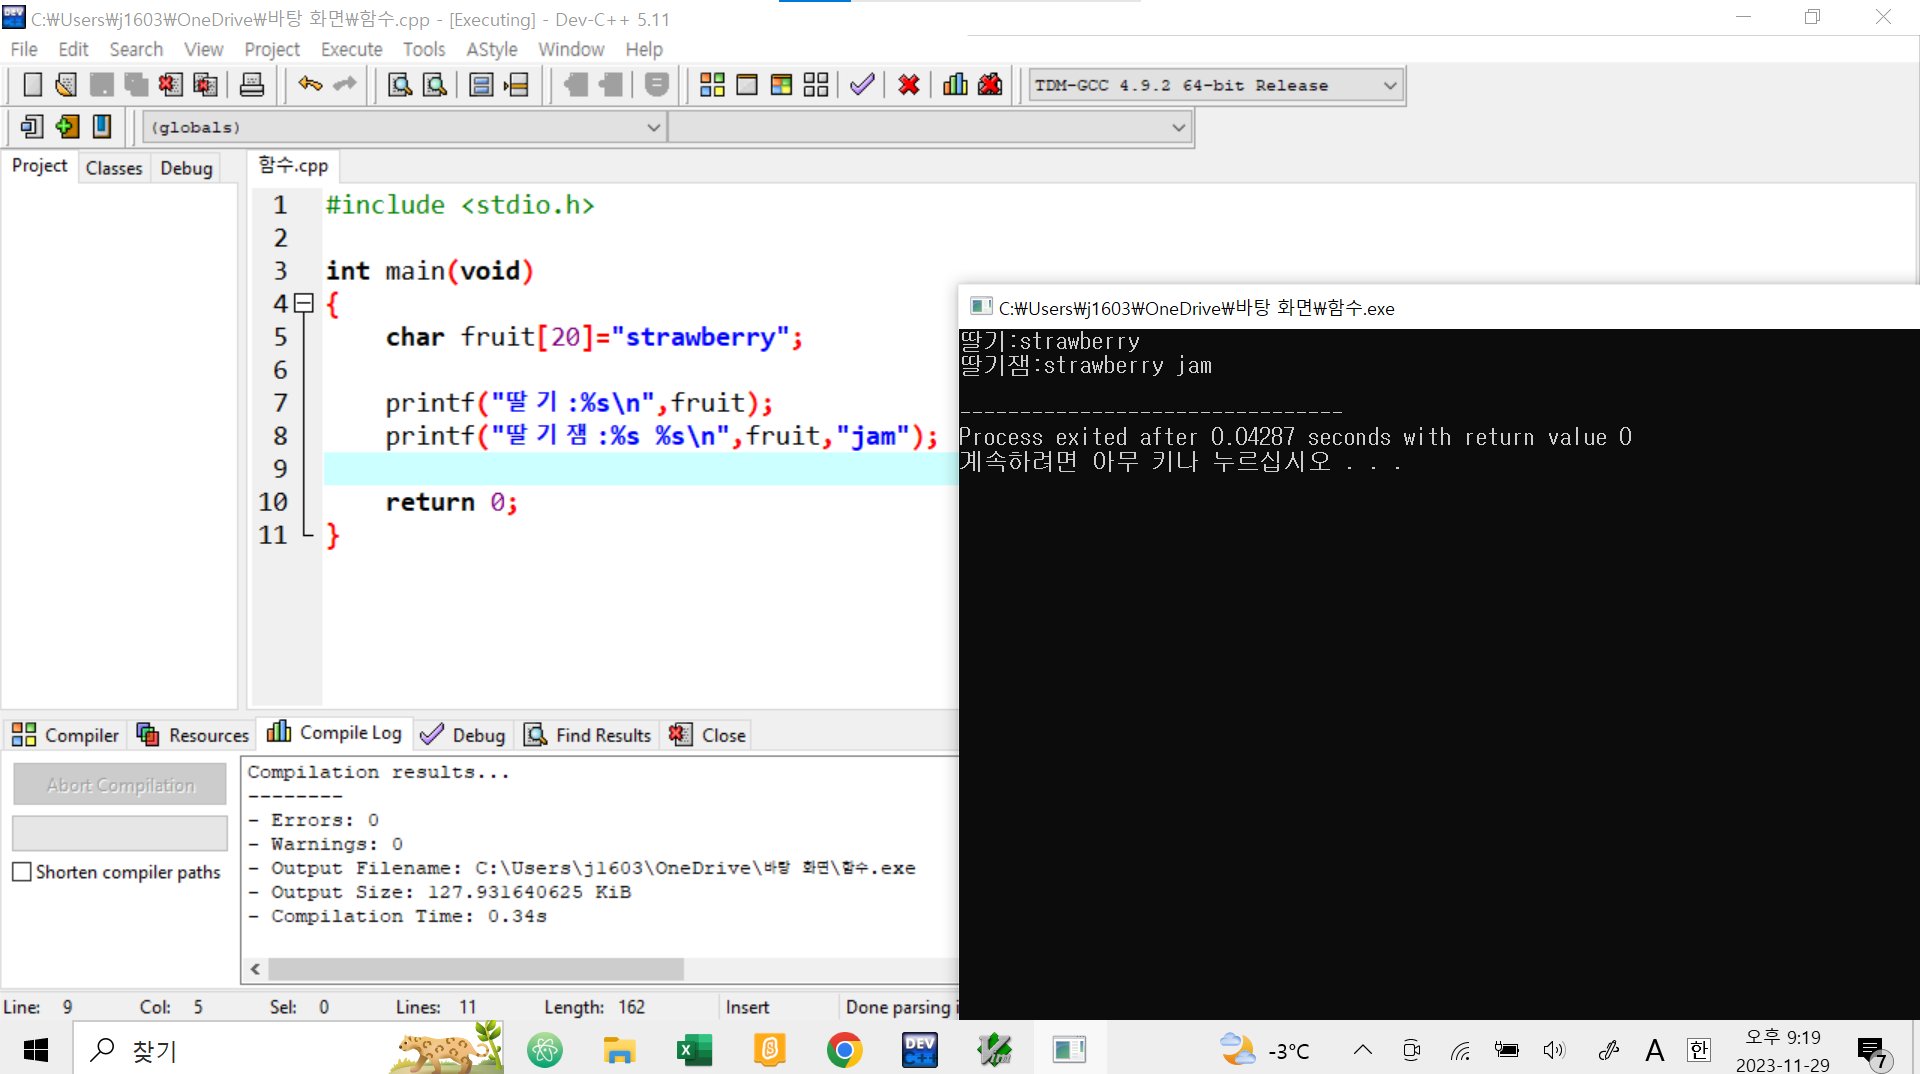 C:₩Users₩j1603₩OneDrive₩바탕 화면₩함수.cpp - [Executing] - Dev-C++ 5.11
File Edit Search View Project Execute Tools AStyle Window Help
TDM-GCC 4.9.2 64-bit Release
(globals)
Project Classes Debug
함수.cpp
1 #include <stdio.h>
2
3 int main(void)
4 {
5 char fruit[20]="strawberry";
6
7 printf("딸기:%s\n",fruit);
8 printf("딸기잼:%s %s\n",fruit,"jam");
9
10 return 0;
11 }
C:₩Users₩j1603₩OneDrive₩바탕 화면₩함수.exe
딸기:strawberry
딸기잼:strawberry jam
--------------------------------
Process exited after 0.04287 seconds with return value 0
계속하려면 아무 키나 누르십시오 . . .
Compiler Resources Compile Log Debug Find Results Close
Abort Compilation
Shorten compiler paths
Compilation results...
--------
- Errors: 0
- Warnings: 0
- Output Filename: C:\Users\j1603\OneDrive\바탕 화면\함수.exe
- Output Size: 127.931640625 KiB
- Compilation Time: 0.34s
Line: 9 Col: 5 Sel: 0 Lines: 11 Length: 162 Insert Done parsing
찾기
DEV C++
-3°C
A
한
오후 9:19
2023-11-29
7